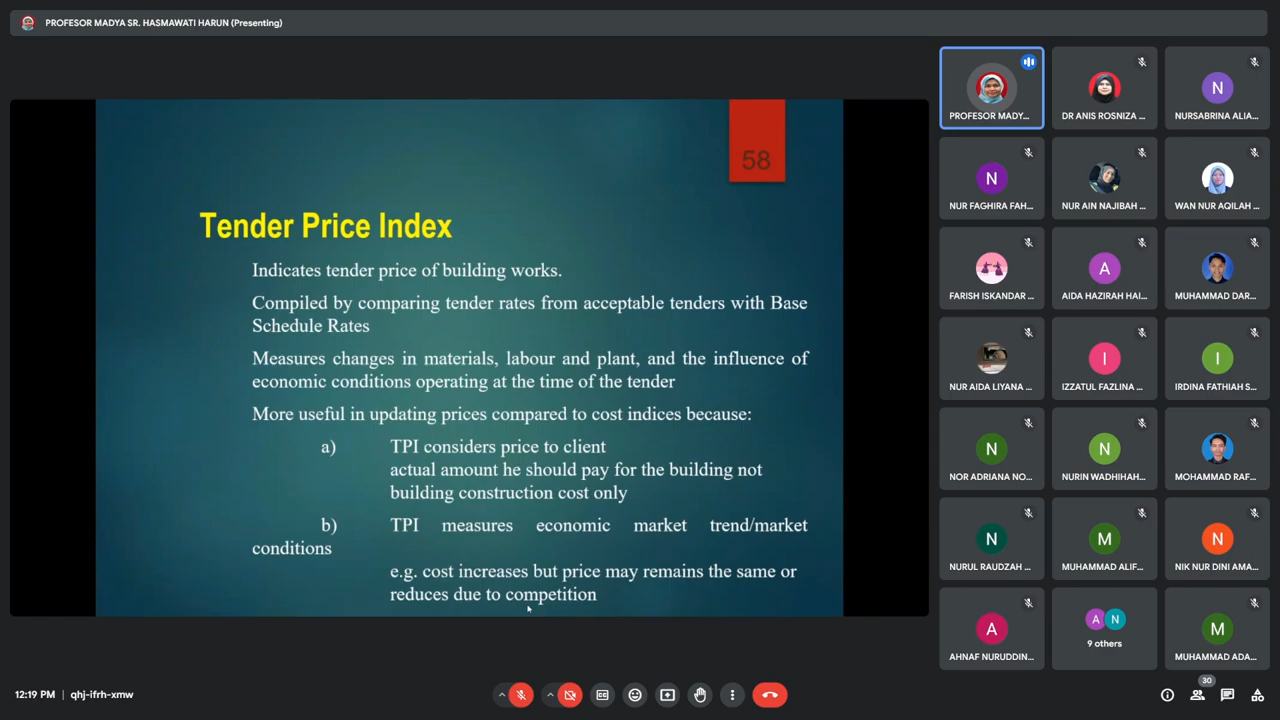 PROFESOR MADYA SR. HASMAWATI HARUN (Presenting)
58
Tender Price Index
Indicates tender price of building works.
Compiled by comparing tender rates from acceptable tenders with Base
Schedule Rates
Measures changes in materials, labour and plant, and the influence of
economic conditions operating at the time of the tender
More useful in updating prices compared to cost indices because:
a) TPI considers price to client
actual amount he should pay for the building not
building construction cost only
b) TPI measures economic market trend/market
conditions
e.g. cost increases but price may remains the same or
reduces due to competition
PROFESOR MADY...
DR ANIS ROSNIZA ...
N
NURSABRINA ALIA...
N
NUR FAGHIRA FAH...
NUR AIN NAJIBAH ...
WAN NUR AQILAH ...
FARISH ISKANDAR ...
A
AIDA HAZIRAH HAI...
MUHAMMAD DAR...
NUR AIDA LIYANA ...
I
IZZATUL FAZLINA ...
I
IRDINA FATHIAH S...
N
NOR ADRIANA NO...
N
NURIN WADHIHAH...
MOHAMMAD RAF...
N
NURUL RAUDZAH ...
M
MUHAMMAD ALIF...
N
NIK NUR DINI AMA...
A
AHNAF NURUDDIN...
A N
9 others
M
MUHAMMAD ADA...
12:19 PM | qhj-ifrh-xmw
30